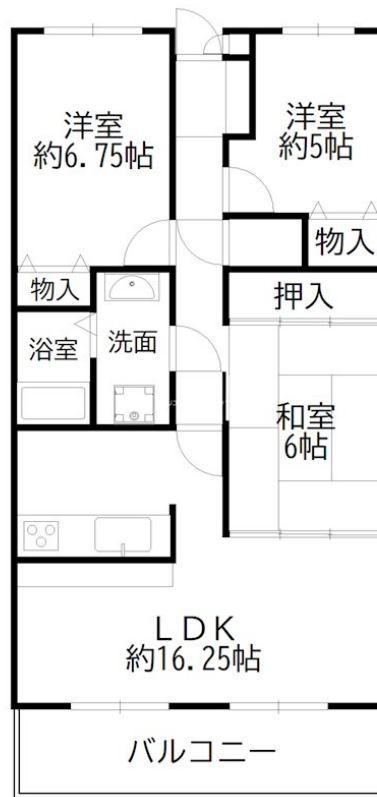 洋室
約6.75帖
洋室
約5帖
物入
物入
押入
浴室
洗面
和室
6帖
LDK
約16.25帖
バルコニー